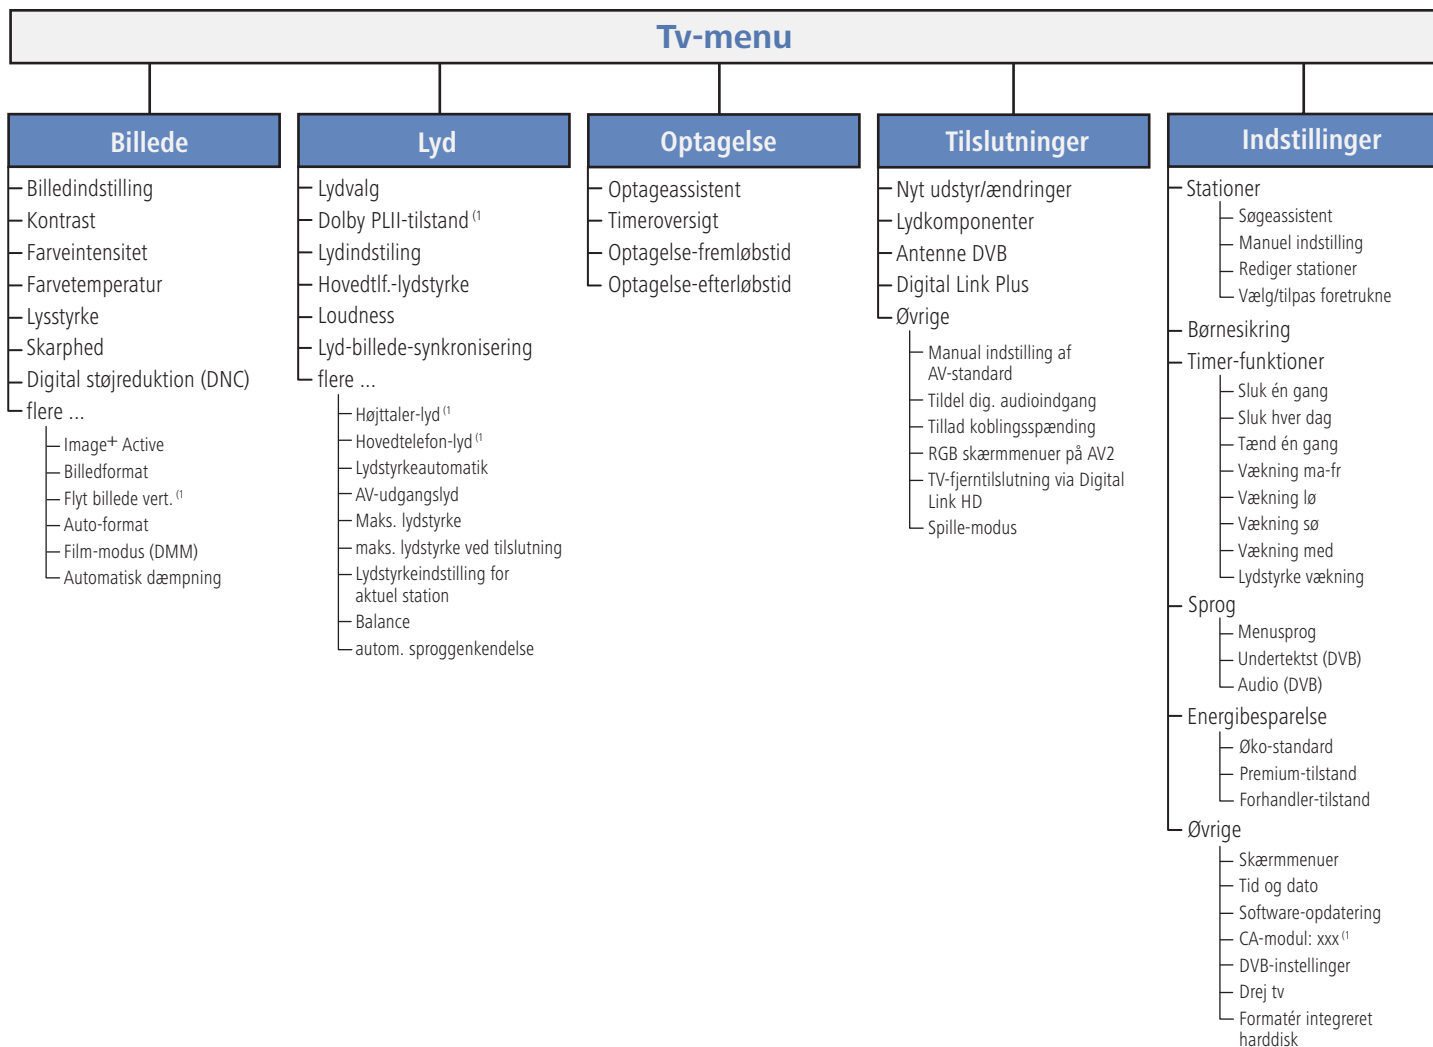 Tv-menu
Billede
Billedindstilling
Kontrast
Farveintensitet
Farvetemperatur
Lysstyrke
Skarphed
Digital støjreduktion (DNC)
flere ...
Image+ Active
Billedformat
Flyt billede vert. (1
Auto-format
Film-modus (DMM)
Automatisk dæmpning
Lyd
Lydvalg
Dolby PLII-tilstand (1
Lydindstiling
Hovedtlf.-lydstyrke
Loudness
Lyd-billede-synkronisering
flere ...
Højttaler-lyd (1
Hovedtelefon-lyd (1
Lydstyrkeautomatik
AV-udgangslyd
Maks. lydstyrke
maks. lydstyrke ved tilslutning
Lydstyrkeindstilling for
aktuel station
Balance
autom. sproggenkendelse
Optagelse
Optageassistent
Timeroversigt
Optagelse-fremløbstid
Optagelse-efterløbstid
Tilslutninger
Nyt udstyr/ændringer
Lydkomponenter
Antenne DVB
Digital Link Plus
Øvrige
Manual indstilling af
AV-standard
Tildel dig. audioindgang
Tillad koblingsspænding
RGB skærmmenuer på AV2
TV-fjerntilslutning via Digital
Link HD
Spille-modus
Indstillinger
Stationer
Søgeassistent
Manuel indstilling
Rediger stationer
Vælg/tilpas foretrukne
Børnesikring
Timer-funktioner
Sluk én gang
Sluk hver dag
Tænd én gang
Vækning ma-fr
Vækning lø
Vækning sø
Vækning med
Lydstyrke vækning
Sprog
Menusprog
Undertektst (DVB)
Audio (DVB)
Energibesparelse
Øko-standard
Premium-tilstand
Forhandler-tilstand
Øvrige
Skærmmenuer
Tid og dato
Software-opdatering
CA-modul: xxx (1
DVB-instellinger
Drej tv
Formatér integreret
harddisk